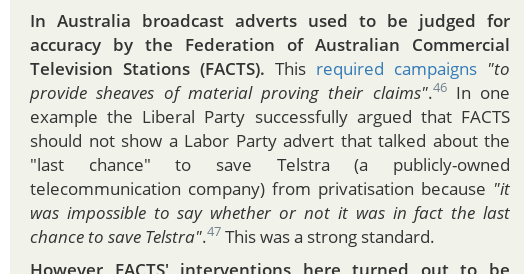 In Australia broadcast adverts used to be judged for
accuracy by the Federation of Australian Commercial
Television Stations (FACTS). This required campaigns "to
provide sheaves of material proving their claims".46 In one
example the Liberal Party successfully argued that FACTS
should not show a Labor Party advert that talked about the
"last chance" to save Telstra (a publicly-owned
telecommunication company) from privatisation because "it
was impossible to say whether or not it was in fact the last
chance to save Telstra".47 This was a strong standard.
However FACTS' interventions here turned out to be